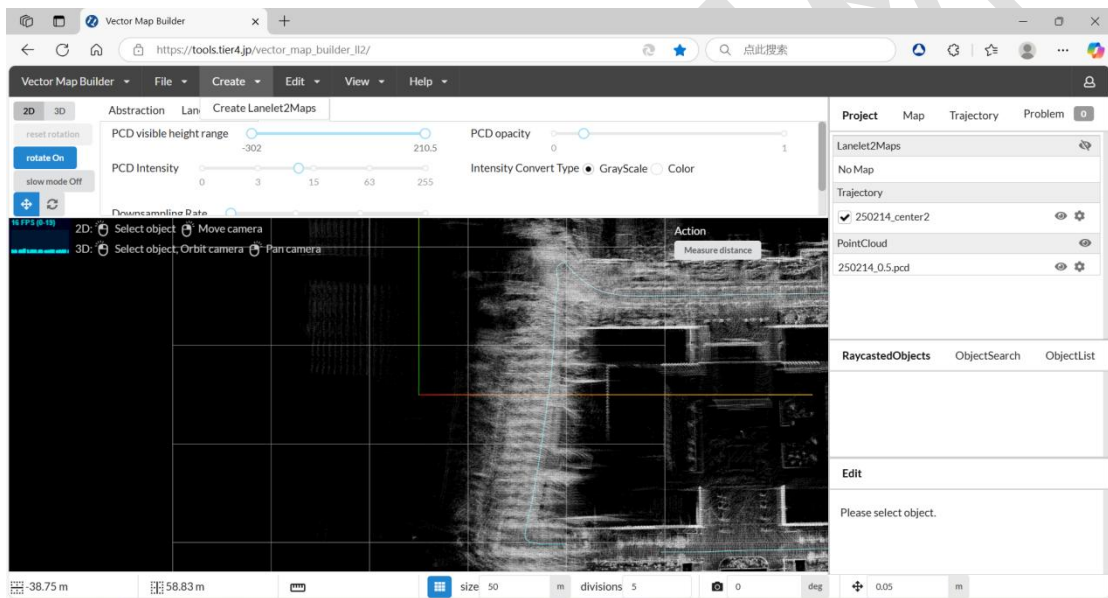 Vector Map Builder
https://tools.tier4.jp/vector_map_builder_ll2/
点此搜索
Vector Map Builder File Create Edit View Help
2D 3D
Abstraction Lan Create Lanelet2Maps
reset rotation
rotate On
slow mode Off
PCD visible height range
-302 210.5
PCD opacity
0 1
PCD Intensity
0 3 15 63 255
Intensity Convert Type GrayScale Color
Downsampling Rate
16 FPS (0-19)
2D: Select object Move camera
3D: Select object, Orbit camera Pan camera
Action
Measure distance
Project Map Trajectory Problem 0
Lanelet2Maps
No Map
Trajectory
250214_center2
PointCloud
250214_0.5.pcd
RaycastedObjects ObjectSearch ObjectList
Edit
Please select object.
-38.75 m 58.83 m size 50 m divisions 5 0 deg 0.05 m